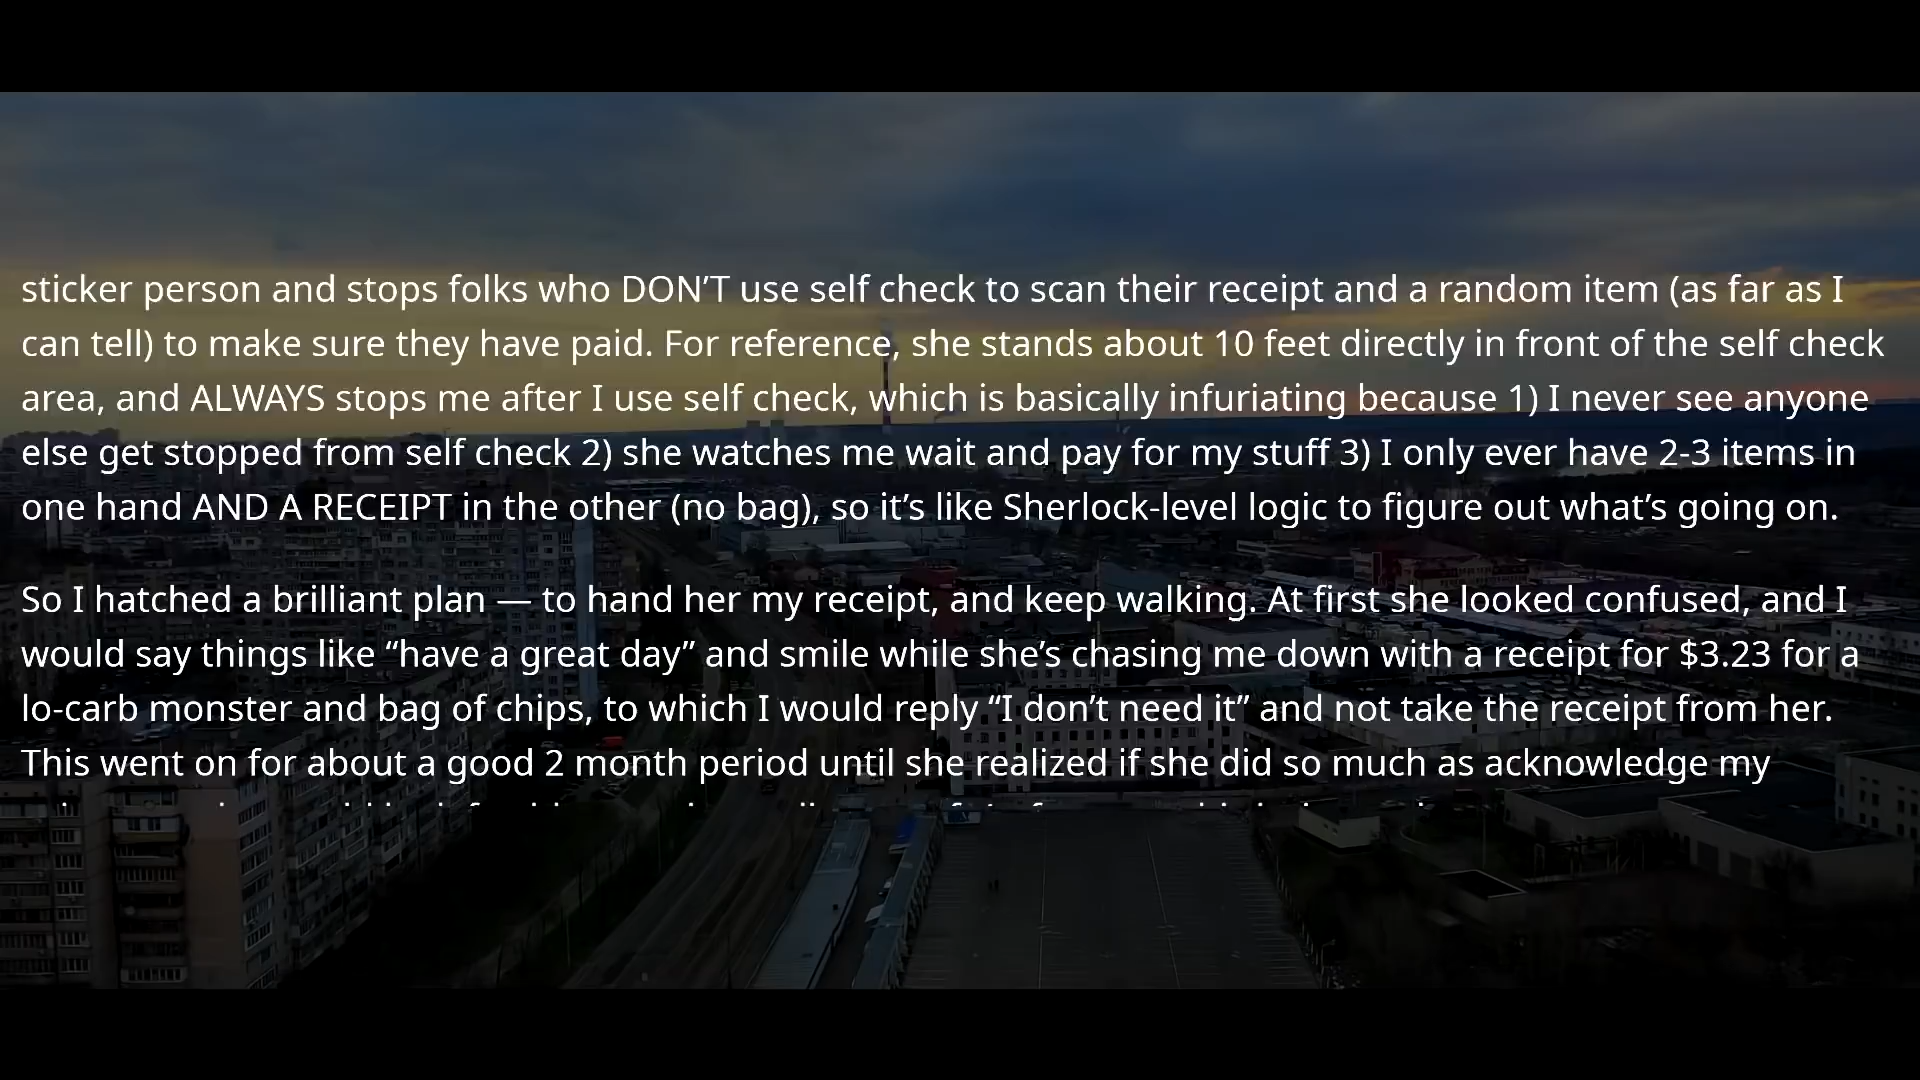 sticker person and stops folks who DON’T use self check to scan their receipt and a random item (as far as I
can tell) to make sure they have paid. For reference, she stands about 10 feet directly in front of the self check
area, and ALWAYS stops me after I use self check, which is basically infuriating because 1) I never see anyone
else get stopped from self check 2) she watches me wait and pay for my stuff 3) I only ever have 2-3 items in
one hand AND A RECEIPT in the other (no bag), so it’s like Sherlock-level logic to figure out what’s going on.
So I hatched a brilliant plan — to hand her my receipt, and keep walking. At first she looked confused, and I
would say things like “have a great day” and smile while she’s chasing me down with a receipt for $3.23 for a
lo-carb monster and bag of chips, to which I would reply “I don’t need it” and not take the receipt from her.
This went on for about a good 2 month period until she realized if she did so much as acknowledge my